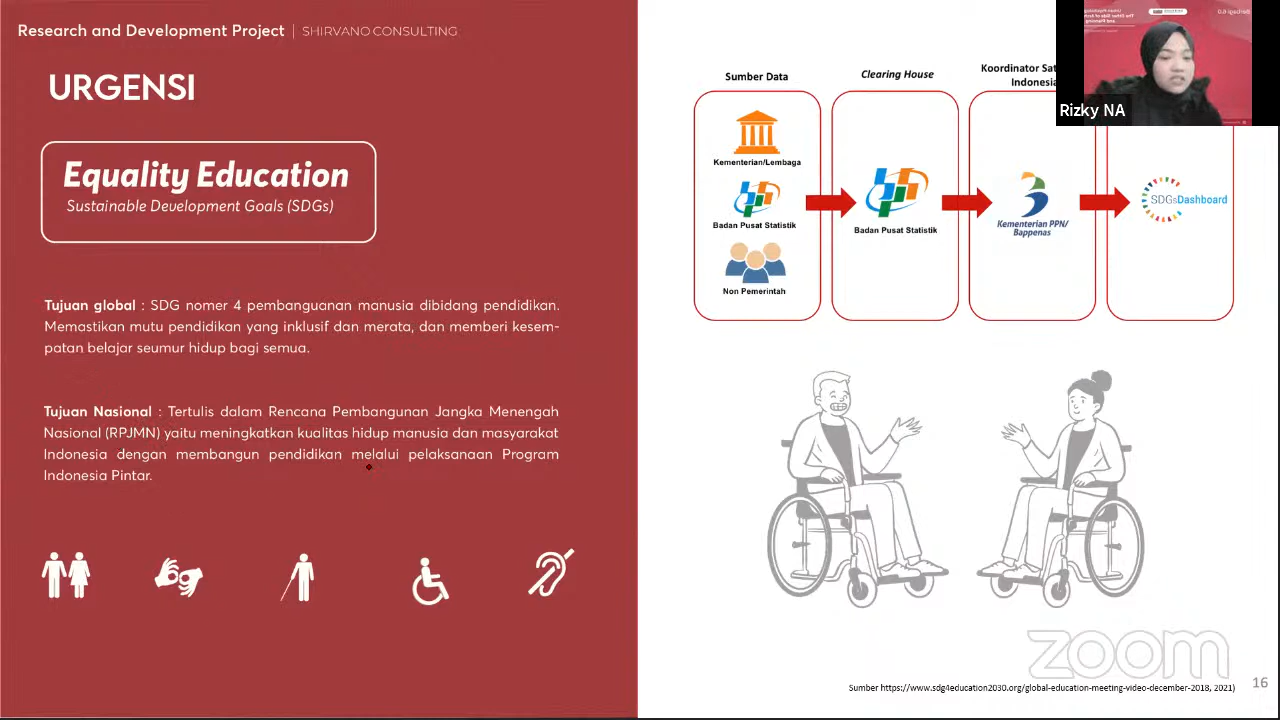 Research and Development Project | SHIRVANO CONSULTING
URGENSI
Equality Education
Sustainable Development Goals (SDGs)
Tujuan global : SDG nomer 4 pembanguanan manusia dibidang pendidikan.
Memastikan mutu pendidikan yang inklusif dan merata, dan memberi kesem-
patan belajar seumur hidup bagi semua.
Tujuan Nasional : Tertulis dalam Rencana Pembangunan Jangka Menengah
Nasional (RPJMN) yaitu meningkatkan kualitas hidup manusia dan masyarakat
Indonesia dengan membangun pendidikan melalui pelaksanaan Program
Indonesia Pintar.
Sumber Data
Kementerian/Lembaga
Badan Pusat Statistik
Non Pemerintah
Clearing House
Badan Pusat Statistik
Koordinator Sat
Indonesia
Kementerian PPN/
Bappenas
SDGsDashboard
Rizky NA
zoom
Sumber https://www.sdg4education2030.org/global-education-meeting-video-december-2018, 2021)
16